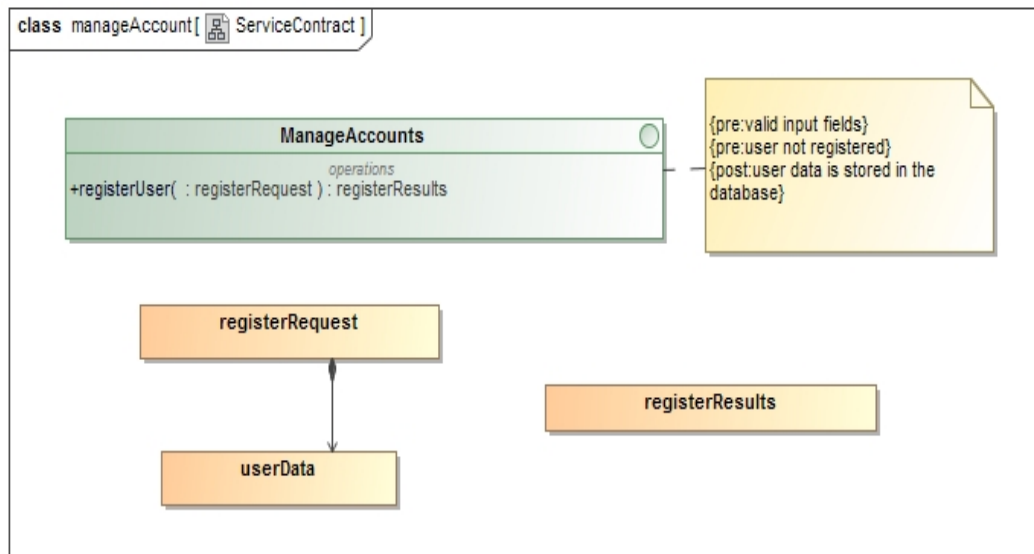 class manageAccount[ ServiceContract ]
ManageAccounts
operations
+registerUser( : registerRequest ) : registerResults
{pre:valid input fields}
{pre:user not registered}
{post:user data is stored in the
database}
registerRequest
registerResults
userData